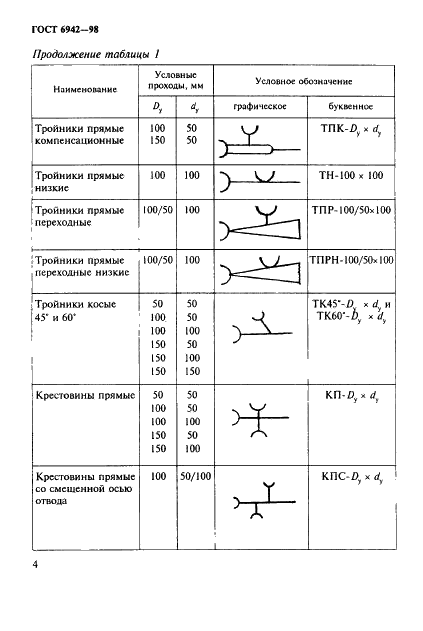 ГОСТ 6942—98
Продолжение таблицы 1
Наименование
Условные проходы, мм
Условное обозначение
Dу
dу
графическое
буквенное
Тройники прямые 100 50 ТПК-Dу × dу
компенсационные 150 50
Тройники прямые 100 100 ТН-100 × 100
низкие
Тройники прямые 100/50 100 ТПР-100/50×100
переходные
Тройники прямые 100/50 100 ТПРН-100/50×100
переходные низкие
Тройники косые 50 50 ТК45°-Dу × dу и
45° и 60° 100 50 ТК60°-Dу × dу
100 100
150 50
150 100
150 150
Крестовины прямые 50 50 КП-Dу × dу
100 50
100 100
150 50
150 100
Крестовины прямые 100 50/100 КПС-Dу × dу
со смещенной осью
отвода
4